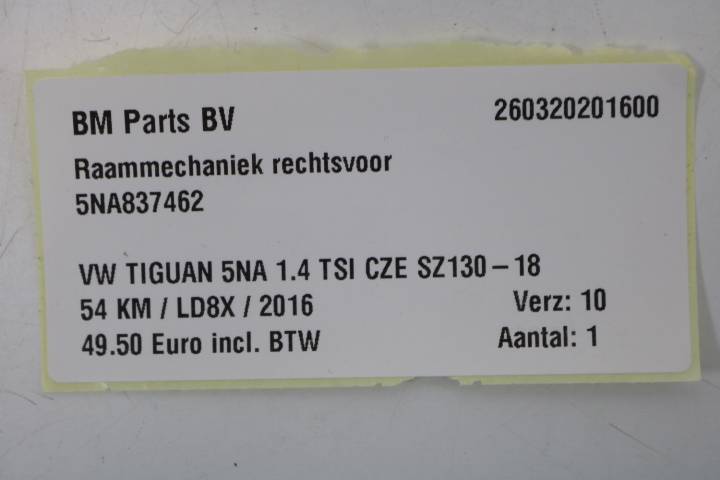 BM Parts BV 260320201600
Raammechaniek rechtsvoor
5NA837462
VW TIGUAN 5NA 1.4 TSI CZE SZ130-18
54 KM / LD8X / 2016 Verz: 10
49.50 Euro incl. BTW Aantal: 1